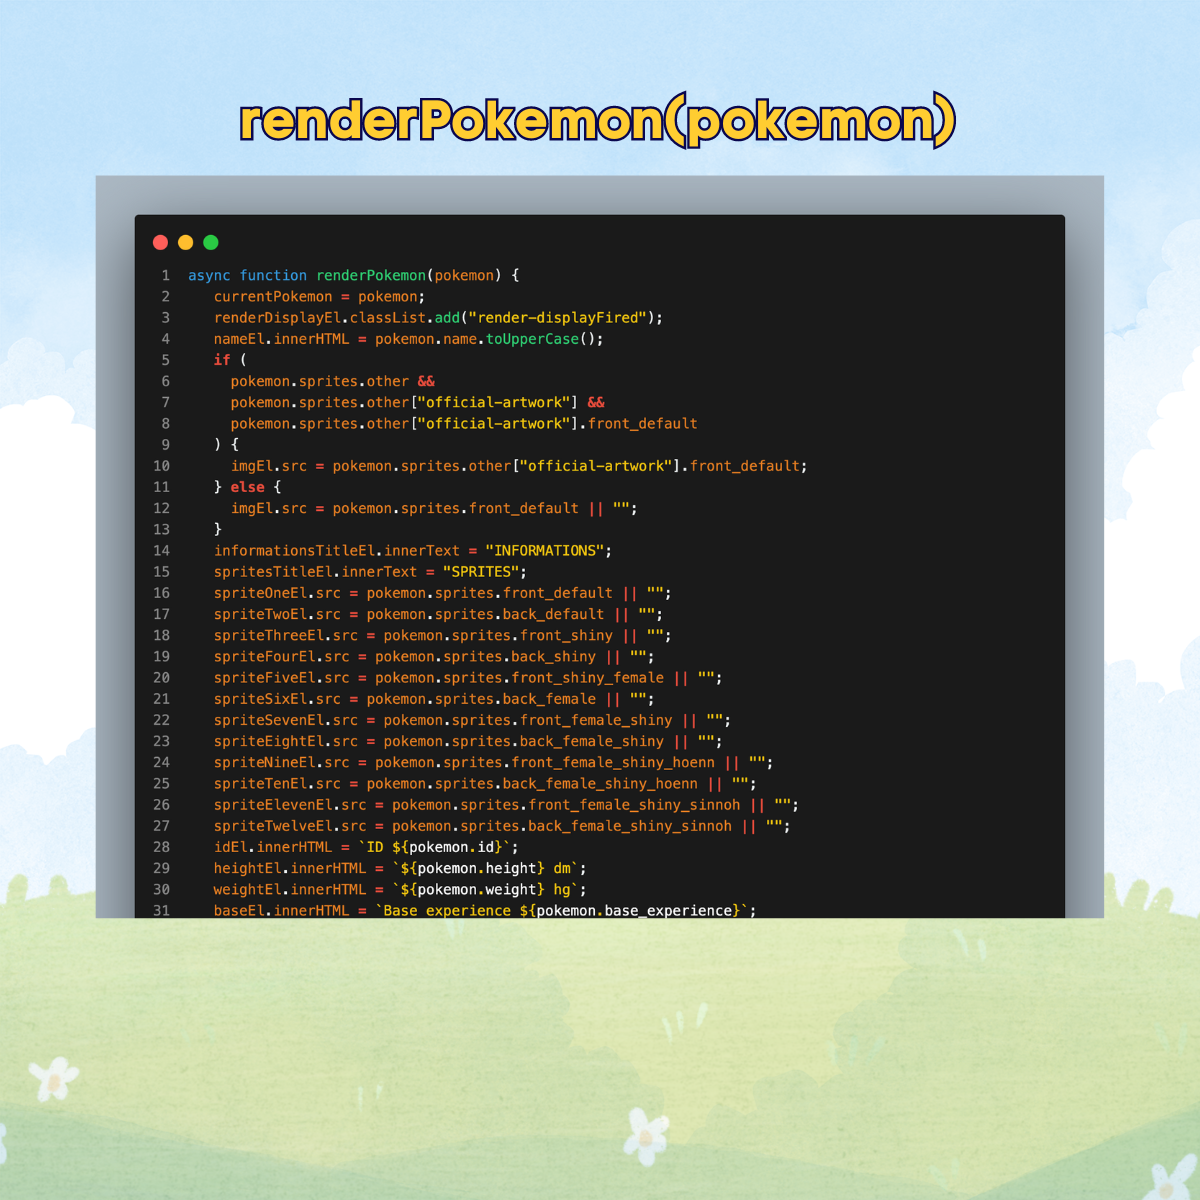 renderPokemon(pokemon)
1 async function renderPokemon(pokemon) {
2 currentPokemon = pokemon;
3 renderDisplayEl.classList.add("render-displayFired");
4 nameEl.innerHTML = pokemon.name.toUpperCase();
5 if (
6 pokemon.sprites.other &&
7 pokemon.sprites.other["official-artwork"] &&
8 pokemon.sprites.other["official-artwork"].front_default
9 ) {
10 imgEl.src = pokemon.sprites.other["official-artwork"].front_default;
11 } else {
12 imgEl.src = pokemon.sprites.front_default || "";
13 }
14 informationsTitleEl.innerText = "INFORMATIONS";
15 spritesTitleEl.innerText = "SPRITES";
16 spriteOneEl.src = pokemon.sprites.front_default || "";
17 spriteTwoEl.src = pokemon.sprites.back_default || "";
18 spriteThreeEl.src = pokemon.sprites.front_shiny || "";
19 spriteFourEl.src = pokemon.sprites.back_shiny || "";
20 spriteFiveEl.src = pokemon.sprites.front_shiny_female || "";
21 spriteSixEl.src = pokemon.sprites.back_female || "";
22 spriteSevenEl.src = pokemon.sprites.front_female_shiny || "";
23 spriteEightEl.src = pokemon.sprites.back_female_shiny || "";
24 spriteNineEl.src = pokemon.sprites.front_female_shiny_hoenn || "";
25 spriteTenEl.src = pokemon.sprites.back_female_shiny_hoenn || "";
26 spriteElevenEl.src = pokemon.sprites.front_female_shiny_sinnoh || "";
27 spriteTwelveEl.src = pokemon.sprites.back_female_shiny_sinnoh || "";
28 idEl.innerHTML = `ID ${pokemon.id}`;
29 heightEl.innerHTML = `${pokemon.height} dm`;
30 weightEl.innerHTML = `${pokemon.weight} hg`;
31 baseEl.innerHTML = `Base experience ${pokemon.base_experience}`;